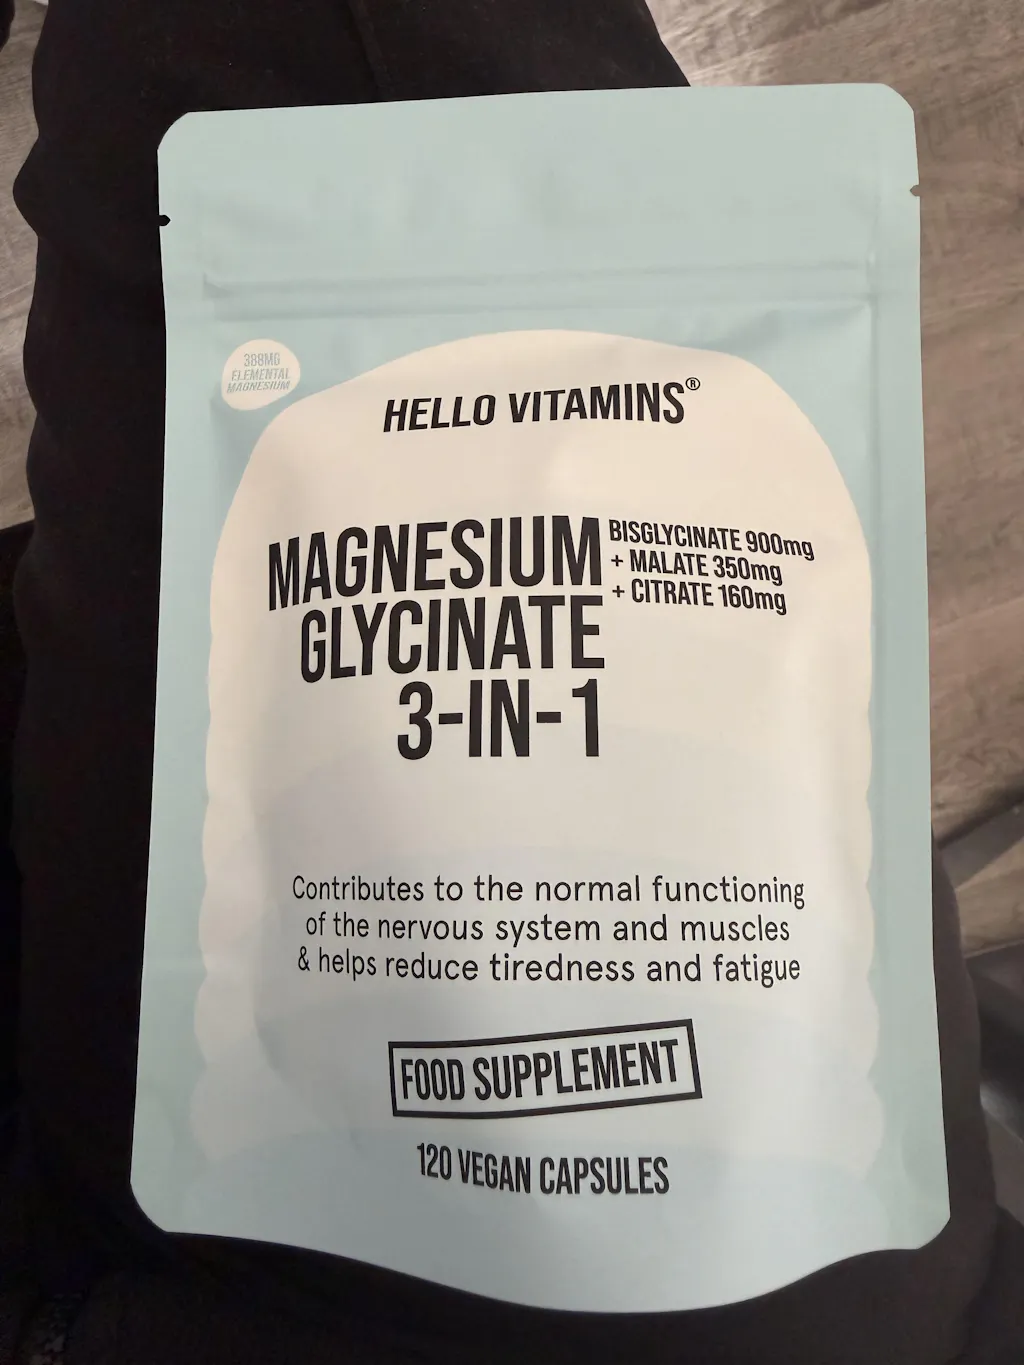 388MG
ELEMENTAL
MAGNESIUM
HELLO VITAMINS®
MAGNESIUM
GLYCINATE
3-IN-1
BISGLYCINATE 900mg
+ MALATE 350mg
+ CITRATE 160mg
Contributes to the normal functioning
of the nervous system and muscles
& helps reduce tiredness and fatigue
FOOD SUPPLEMENT
120 VEGAN CAPSULES